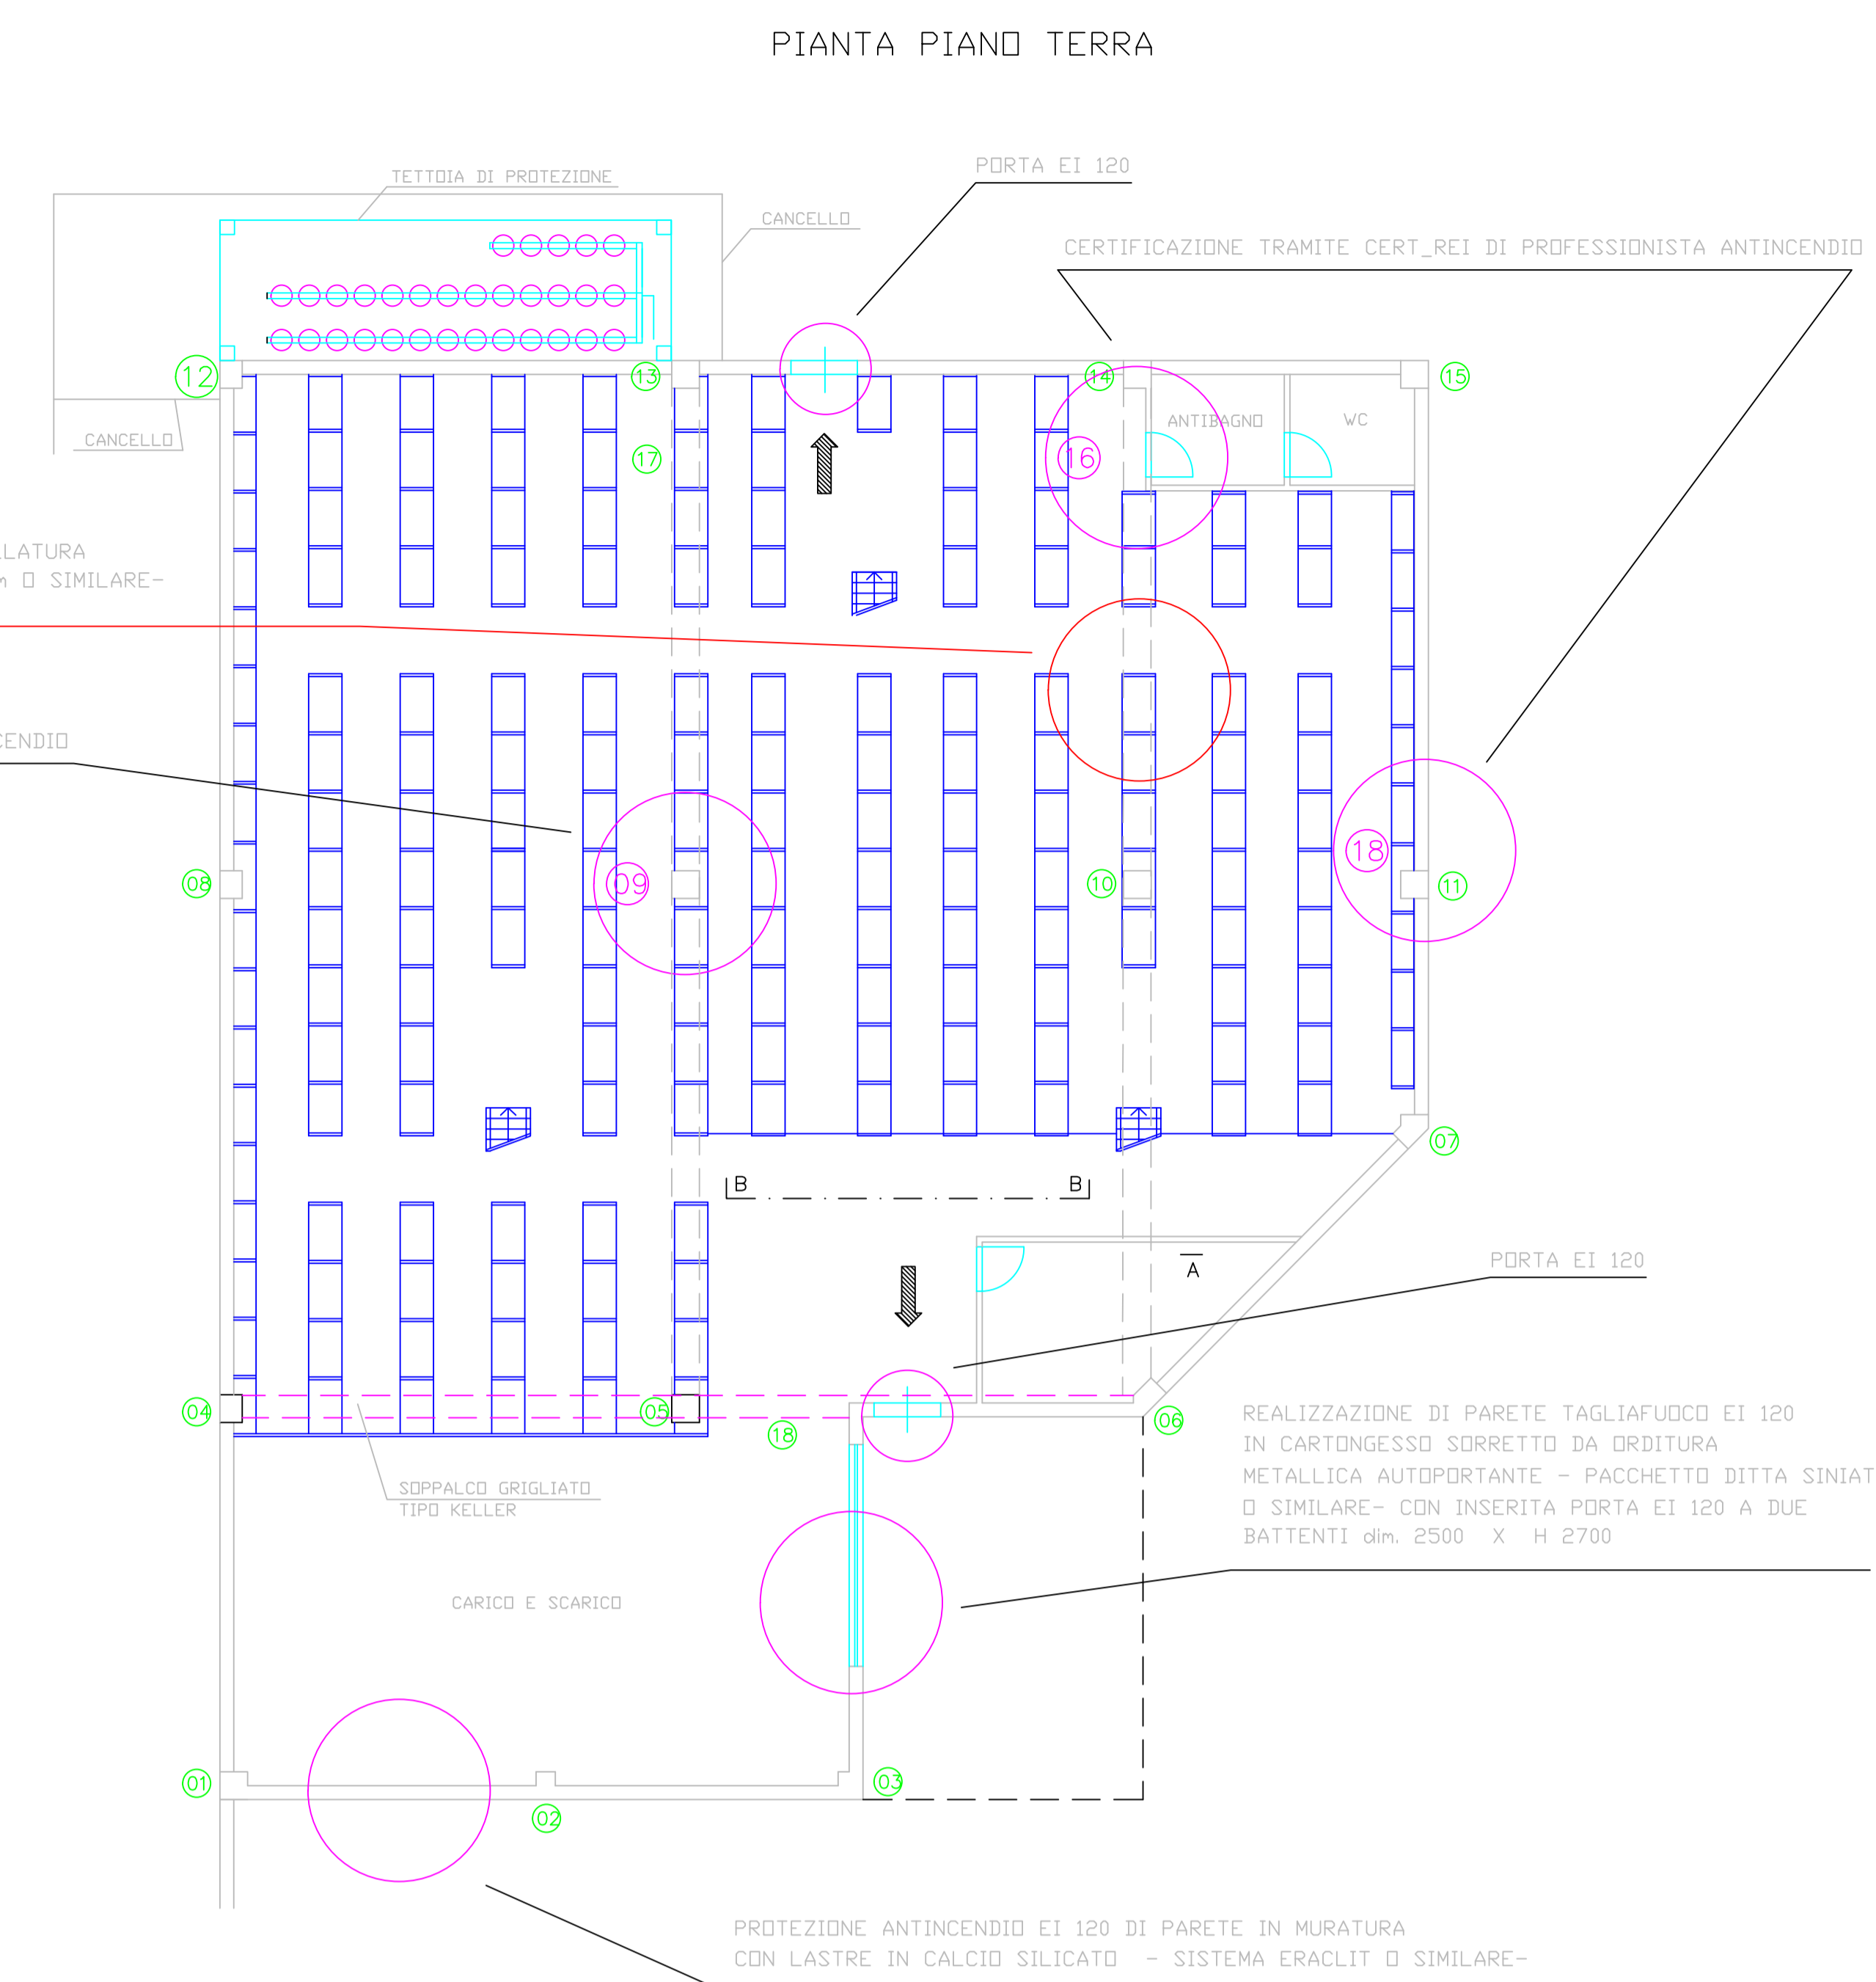 PIANTA PIANO TERRA
PORTA EI 120
TETTOIA DI PROTEZIONE
CANCELLO
CERTIFICAZIONE TRAMITE CERT_REI DI PROFESSIONISTA ANTINCENDIO
12
13
14
15
ANTIBAGNO
WC
CANCELLO
17
16
LLATURA
m O SIMILARE-
CENDIO
18
08
09
10
11
07
B
B
A
PORTA EI 120
04
05
06
18
REALIZZAZIONE DI PARETE TAGLIAFUOCO EI 120
IN CARTONGESSO SORRETTO DA ORDITURA
METALLICA AUTOPORTANTE - PACCHETTO DITTA SINIAT
O SIMILARE- CON INSERITA PORTA EI 120 A DUE
BATTENTI dim. 2500 X H 2700
SOPPALCO GRIGLIATO
TIPO KELLER
CARICO E SCARICO
01
03
02
PROTEZIONE ANTINCENDIO EI 120 DI PARETE IN MURATURA
CON LASTRE IN CALCIO SILICATO - SISTEMA ERACLIT O SIMILARE-